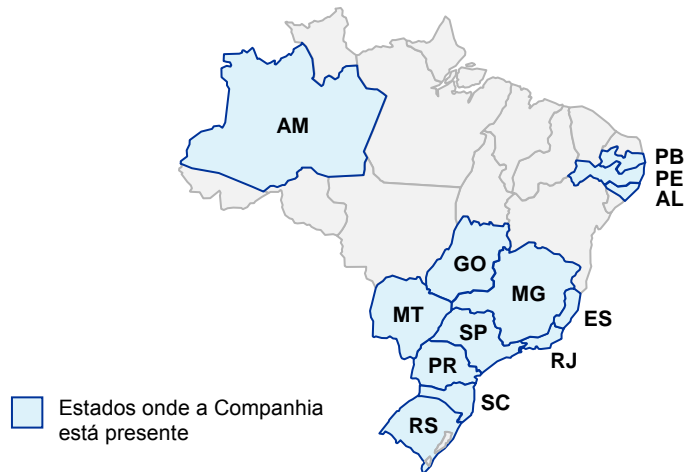 AM
PB
PE
AL
GO
MG
MT
ES
SP
RJ
PR
SC
RS
Estados onde a Companhia
está presente